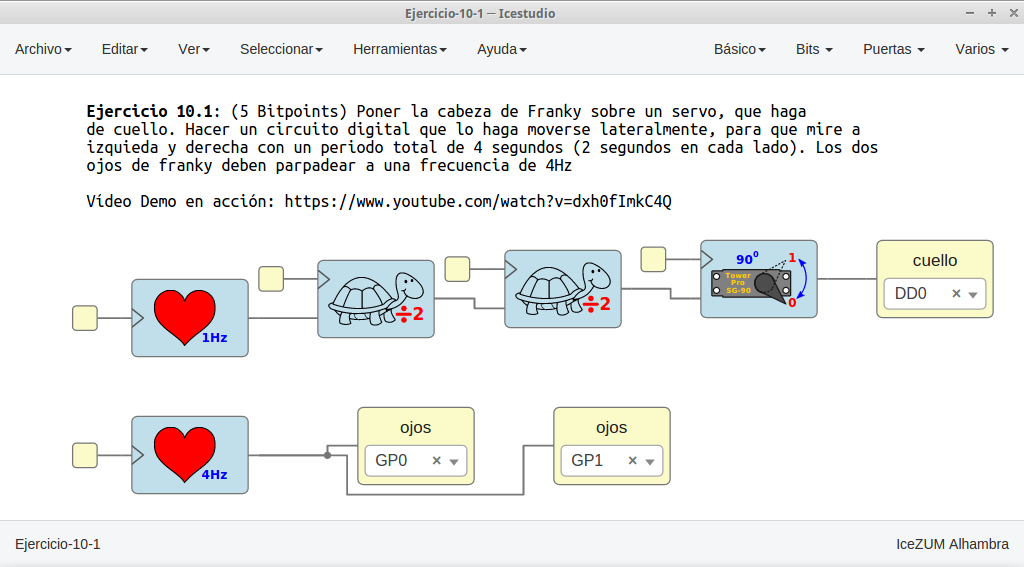 Ejercicio-10-1 — Icestudio
Archivo Editar Ver Seleccionar Herramientas Ayuda Básico Bits Puertas Varios
Ejercicio 10.1: (5 Bitpoints) Poner la cabeza de Franky sobre un servo, que haga
de cuello. Hacer un circuito digital que lo haga moverse lateralmente, para que mire a
izquieda y derecha con un periodo total de 4 segundos (2 segundos en cada lado). Los dos
ojos de franky deben parpadear a una frecuencia de 4Hz
Vídeo Demo en acción: https://www.youtube.com/watch?v=dxh0fImkC4Q
1Hz
÷2
÷2
90⁰ 1
Tower
Pro
SG-90
0
cuello
DD0 ×
4Hz
ojos
GP0 ×
ojos
GP1 ×
Ejercicio-10-1 IceZUM Alhambra